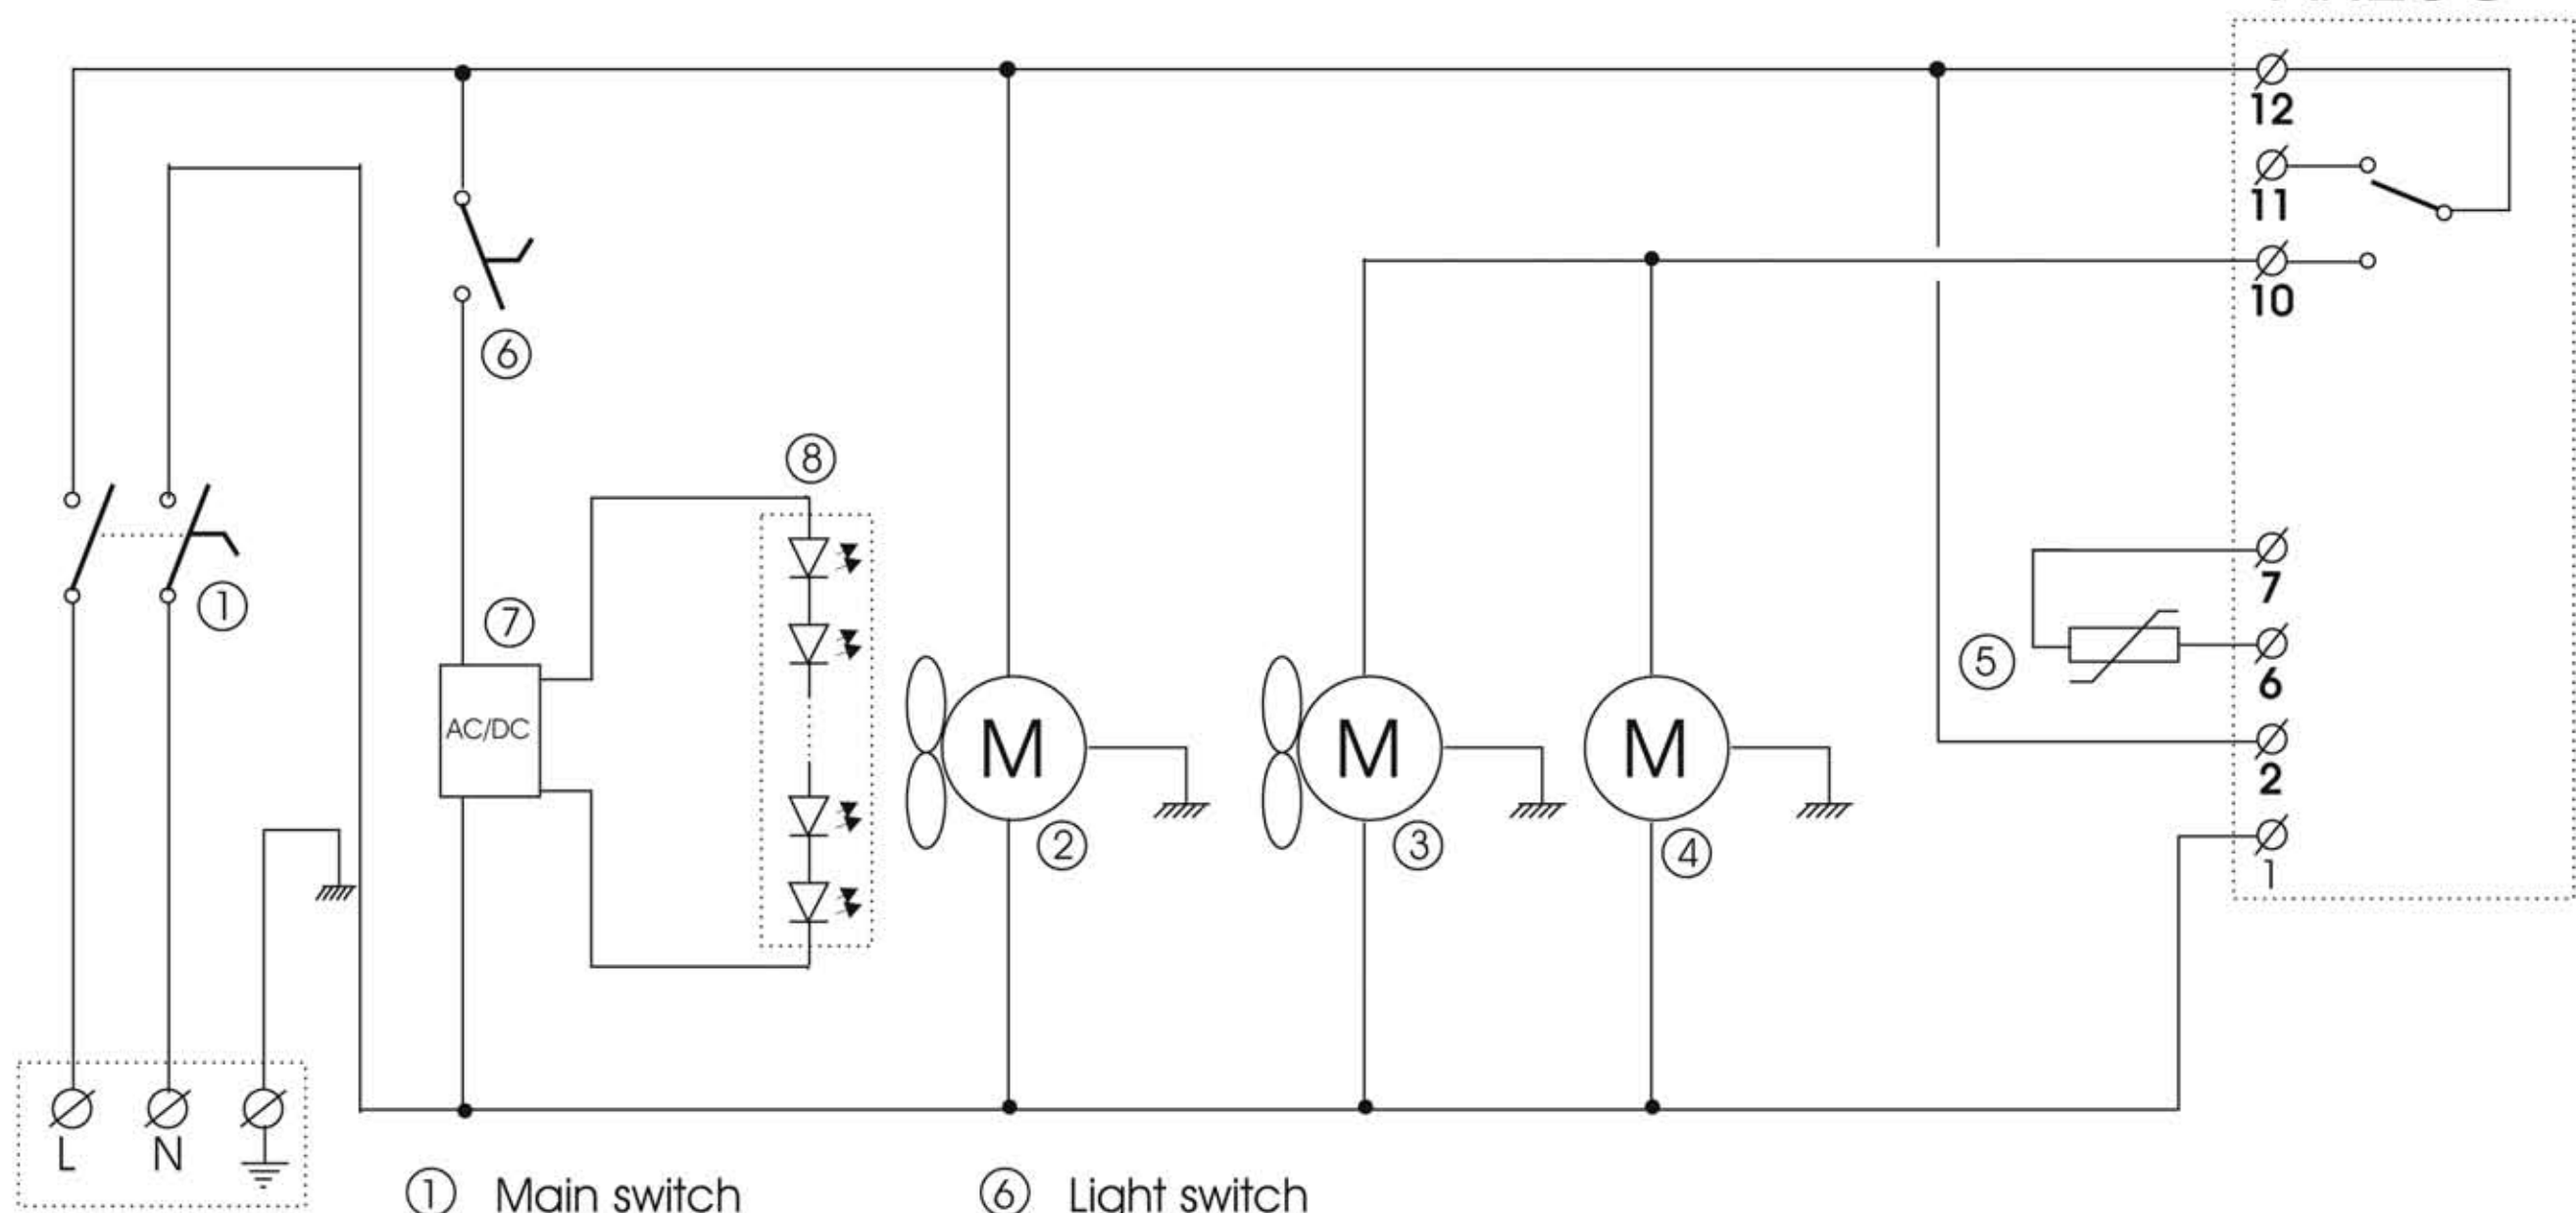 12
11
10
⑥
⑧
①
⑦
7
AC/DC
M
M
M
⑤
6
2
②
③
④
1
L
N
① Main switch
⑥ Light switch